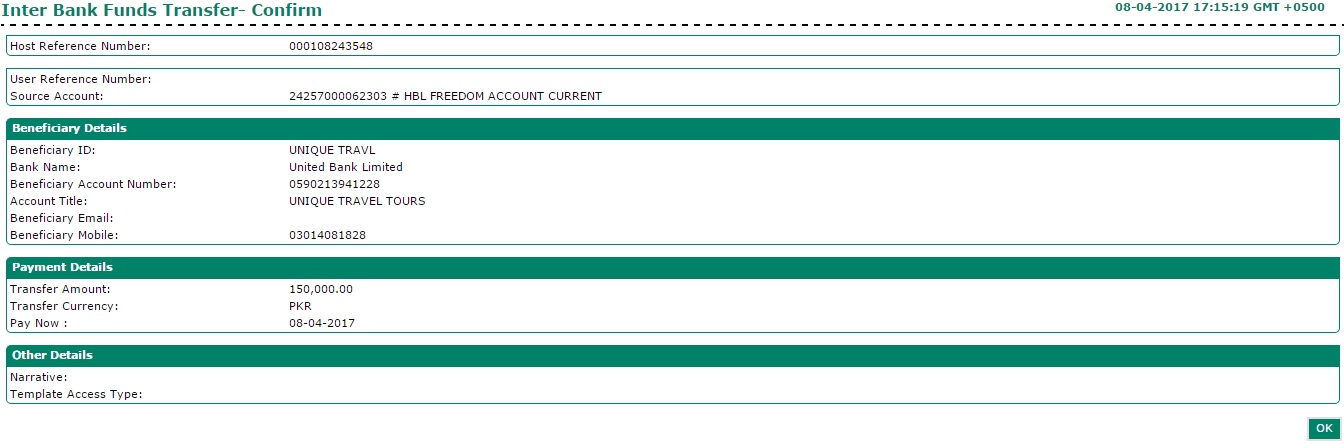 Inter Bank Funds Transfer- Confirm 08-04-2017 17:15:19 GMT +0500
Host Reference Number: 000108243548
User Reference Number:
Source Account: 24257000062303 # HBL FREEDOM ACCOUNT CURRENT
Beneficiary Details
Beneficiary ID: UNIQUE TRAVL
Bank Name: United Bank Limited
Beneficiary Account Number: 0590213941228
Account Title: UNIQUE TRAVEL TOURS
Beneficiary Email:
Beneficiary Mobile: 03014081828
Payment Details
Transfer Amount: 150,000.00
Transfer Currency: PKR
Pay Now : 08-04-2017
Other Details
Narrative:
Template Access Type:
OK